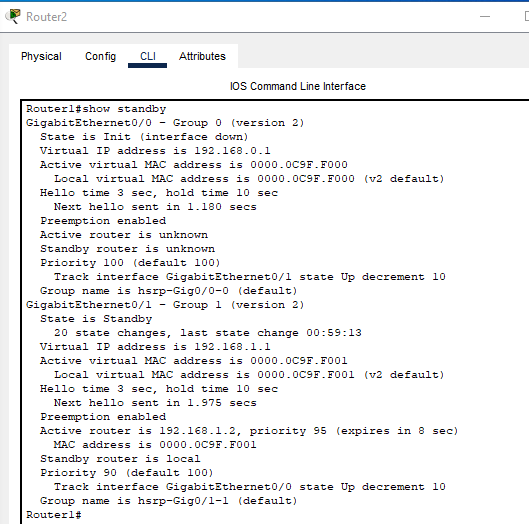 Router2
Physical Config CLI Attributes
IOS Command Line Interface
Router1#show standby
GigabitEthernet0/0 - Group 0 (version 2)
State is Init (interface down)
Virtual IP address is 192.168.0.1
Active virtual MAC address is 0000.0C9F.F000
Local virtual MAC address is 0000.0C9F.F000 (v2 default)
Hello time 3 sec, hold time 10 sec
Next hello sent in 1.180 secs
Preemption enabled
Active router is unknown
Standby router is unknown
Priority 100 (default 100)
Track interface GigabitEthernet0/1 state Up decrement 10
Group name is hsrp-Gig0/0-0 (default)
GigabitEthernet0/1 - Group 1 (version 2)
State is Standby
20 state changes, last state change 00:59:13
Virtual IP address is 192.168.1.1
Active virtual MAC address is 0000.0C9F.F001
Local virtual MAC address is 0000.0C9F.F001 (v2 default)
Hello time 3 sec, hold time 10 sec
Next hello sent in 1.975 secs
Preemption enabled
Active router is 192.168.1.2, priority 95 (expires in 8 sec)
MAC address is 0000.0C9F.F001
Standby router is local
Priority 90 (default 100)
Track interface GigabitEthernet0/0 state Up decrement 10
Group name is hsrp-Gig0/1-1 (default)
Router1#